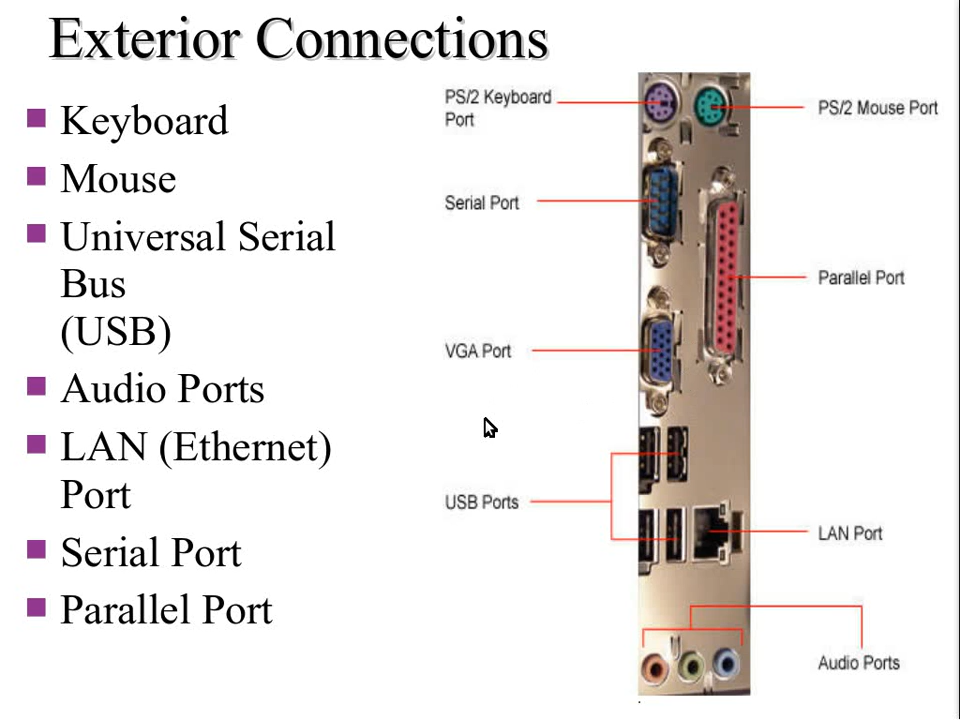 Exterior Connections
Keyboard
Mouse
Universal Serial
Bus
(USB)
Audio Ports
LAN (Ethernet)
Port
Serial Port
Parallel Port
PS/2 Keyboard
Port
PS/2 Mouse Port
Serial Port
Parallel Port
VGA Port
USB Ports
LAN Port
Audio Ports